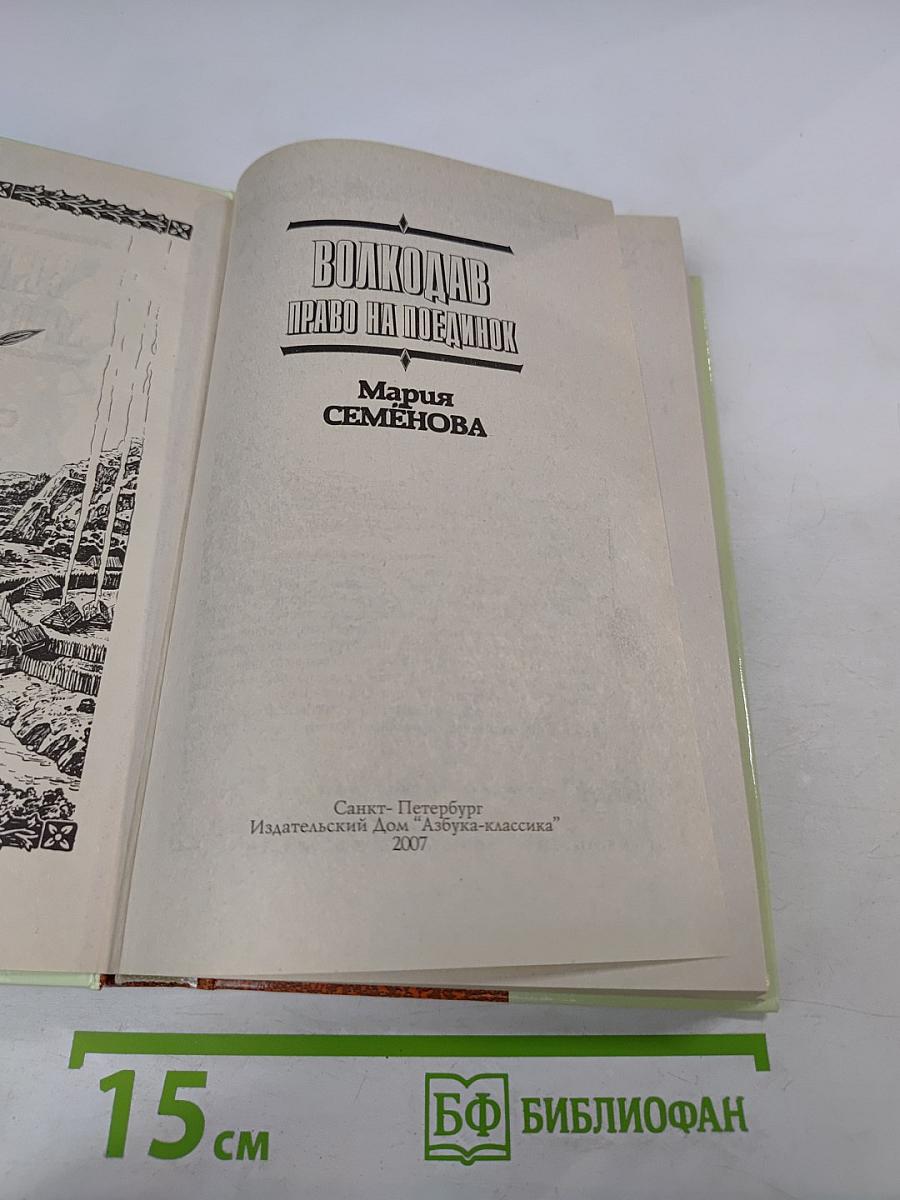 ВОЛКОДАВ
ПРАВО НА ПОЕДИНОК
Мария
СЕМЁНОВА
Санкт- Петербург
Издательский Дом "Азбука-классика"
2007
15 см
БФ БИБЛИОФАН